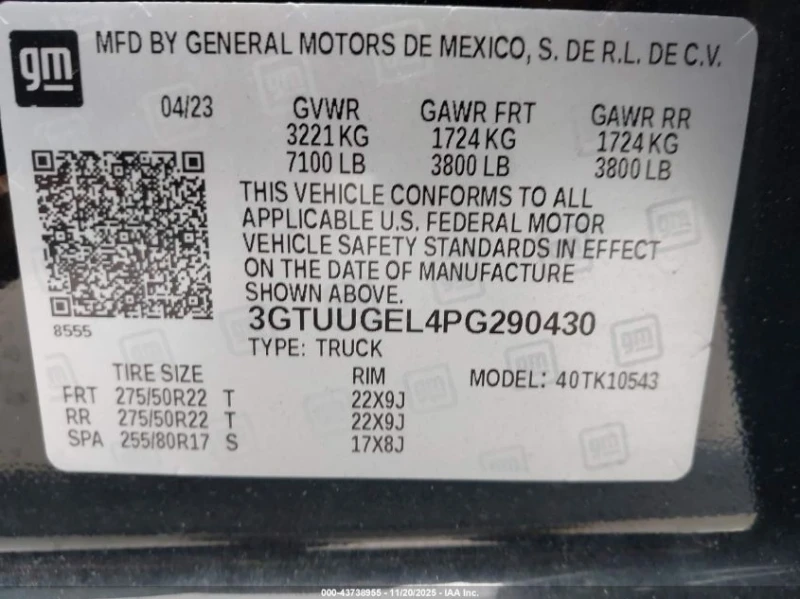 gm
MFD BY GENERAL MOTORS DE MEXICO, S. DE R.L. DE C.V.
04/23 GVWR GAWR FRT GAWR RR
3221 KG 1724 KG 1724 KG
7100 LB 3800 LB 3800 LB
THIS VEHICLE CONFORMS TO ALL
APPLICABLE U.S. FEDERAL MOTOR
VEHICLE SAFETY STANDARDS IN EFFECT
ON THE DATE OF MANUFACTURE
SHOWN ABOVE.
8555
3GTUUGEL4PG290430
TYPE: TRUCK
TIRE SIZE RIM MODEL: 40TK10543
FRT 275/50R22 T 22X9J
RR 275/50R22 T 22X9J
SPA 255/80R17 S 17X8J
000-43738955 - 11/20/2025 - IAA Inc.